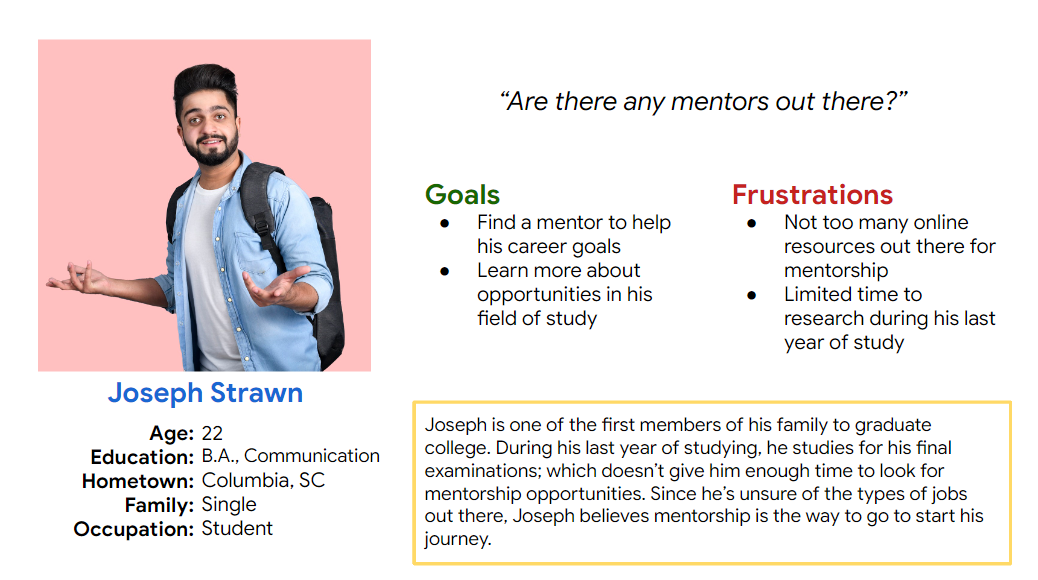 “Are there any mentors out there?”
Goals
● Find a mentor to help
his career goals
● Learn more about
opportunities in his
field of study
Frustrations
● Not too many online
resources out there for
mentorship
● Limited time to
research during his last
year of study
Joseph Strawn
Age: 22
Education: B.A., Communication
Hometown: Columbia, SC
Family: Single
Occupation: Student
Joseph is one of the first members of his family to graduate
college. During his last year of studying, he studies for his final
examinations; which doesn’t give him enough time to look for
mentorship opportunities. Since he’s unsure of the types of jobs
out there, Joseph believes mentorship is the way to go to start his
journey.